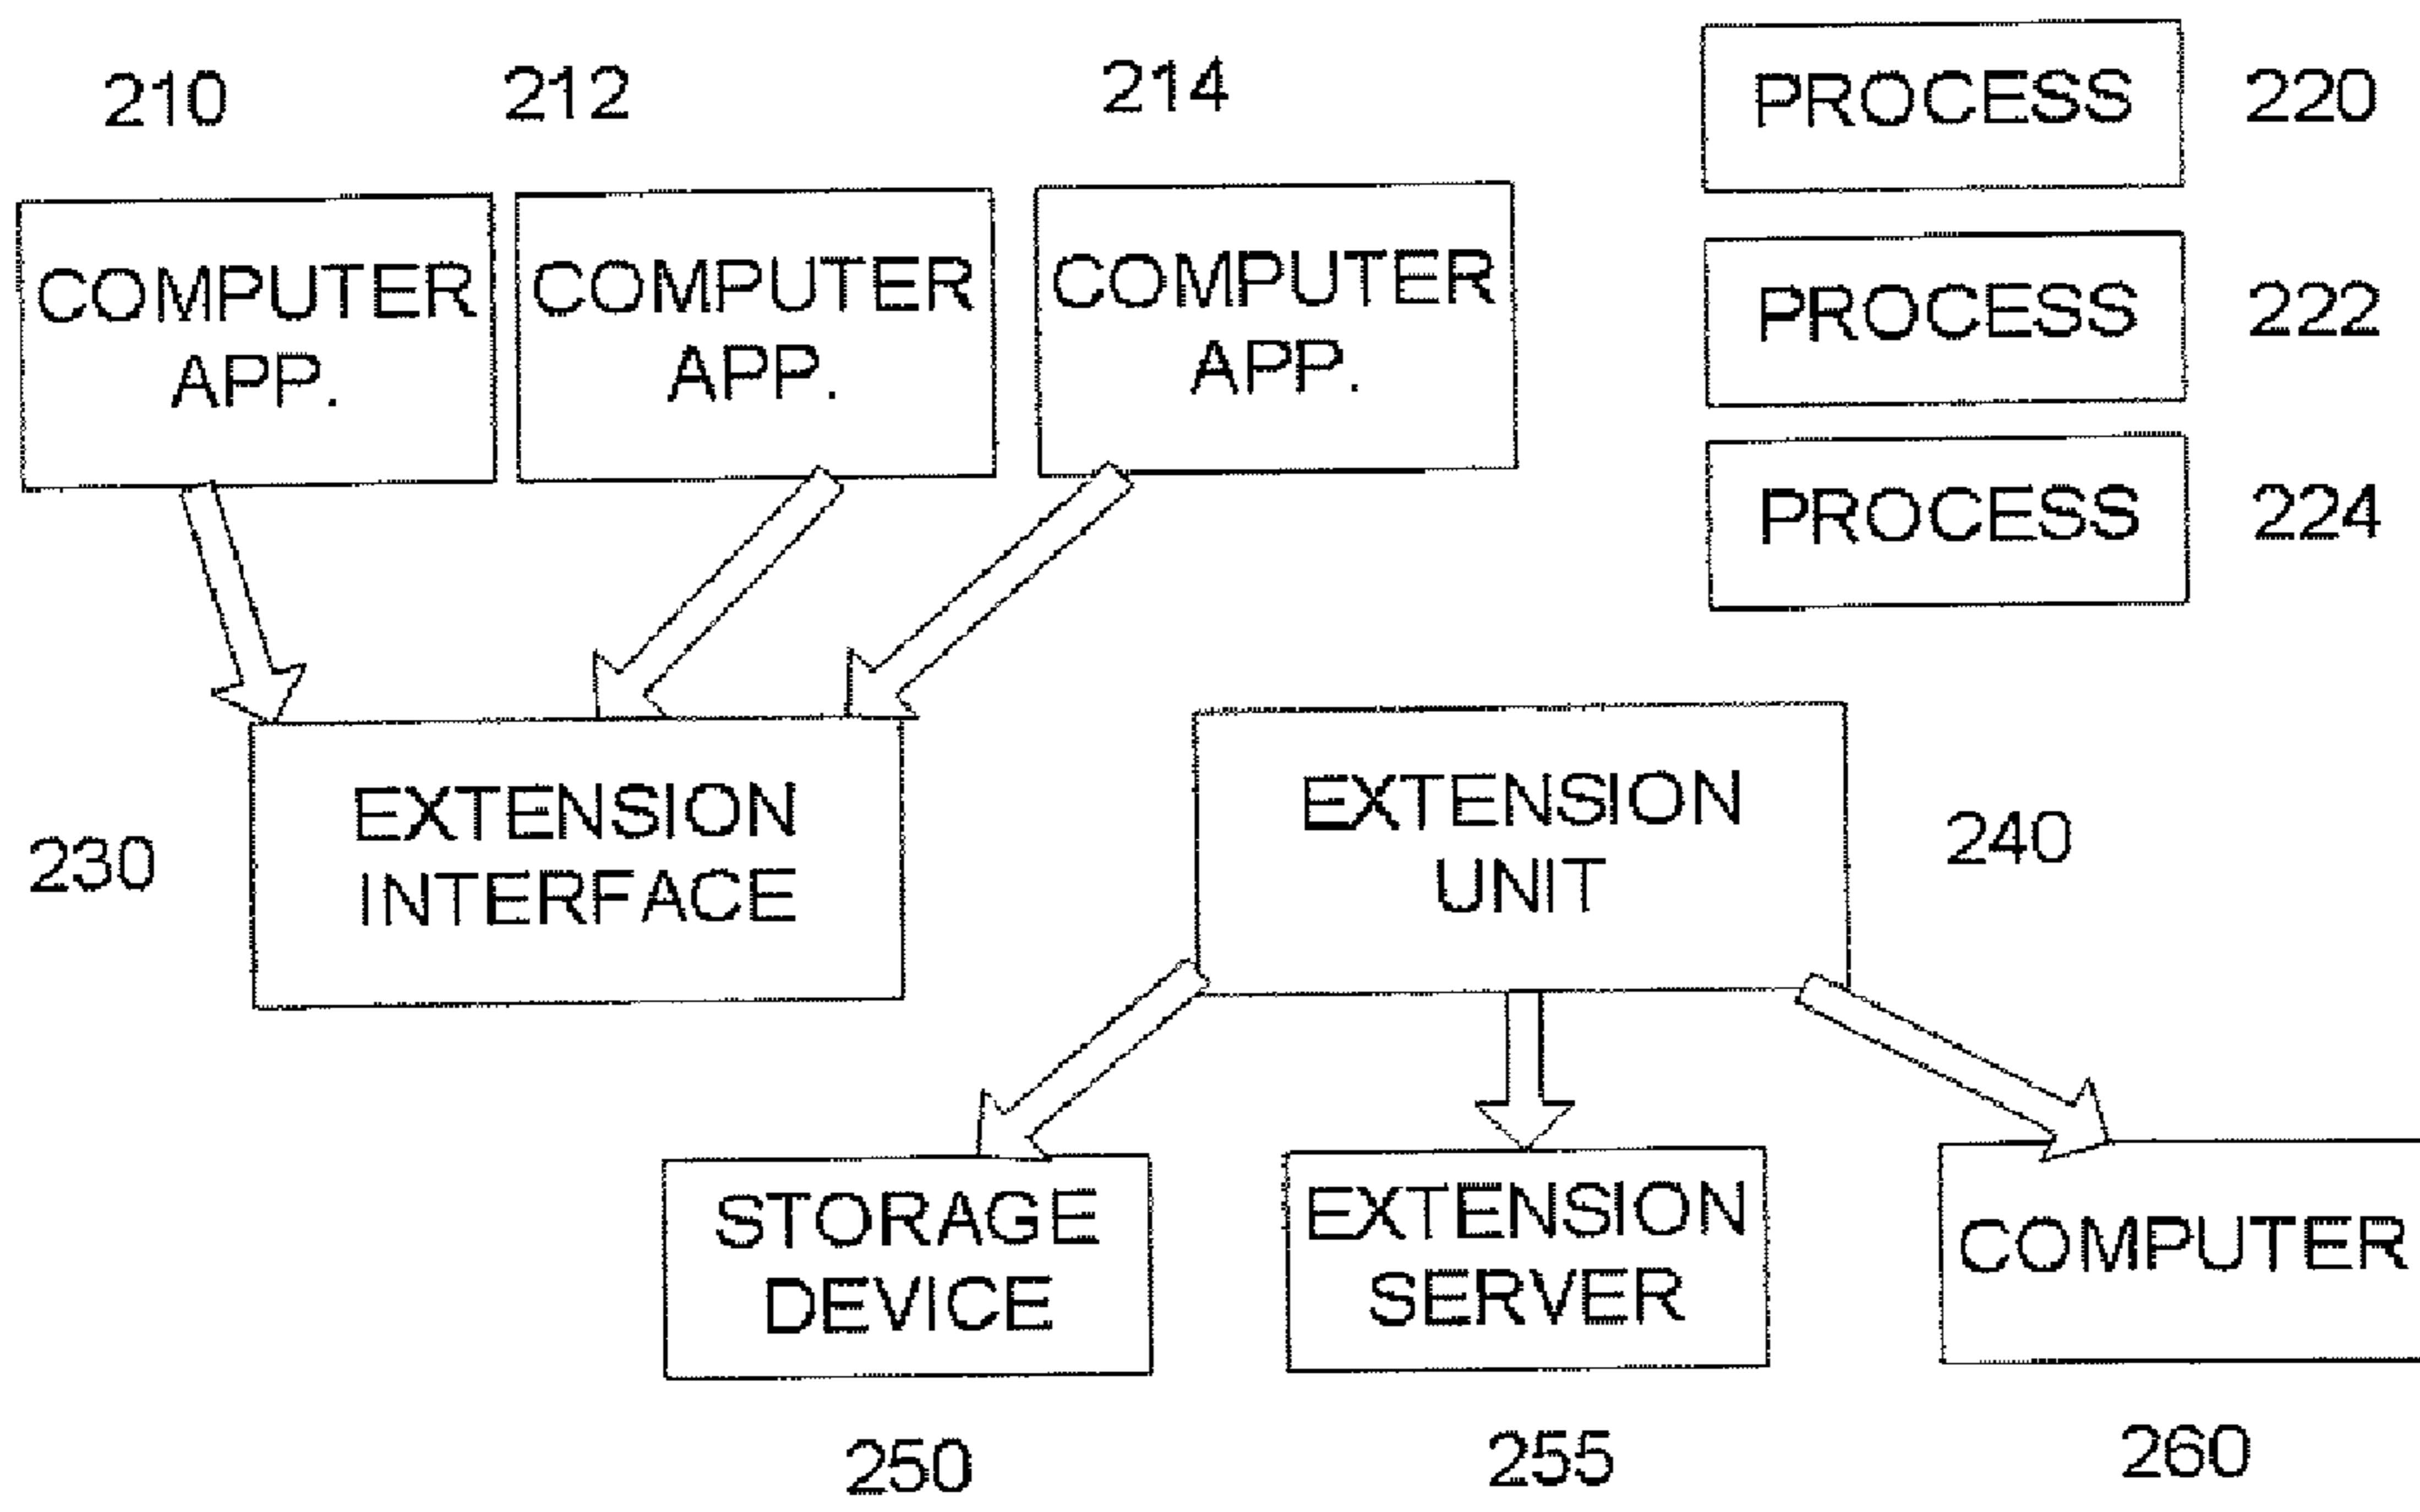 210
212
214
PROCESS
220
COMPUTER
APP.
COMPUTER
APP.
COMPUTER
APP.
PROCESS
222
PROCESS
224
230
EXTENSION
INTERFACE
EXTENSION
UNIT
240
STORAGE
DEVICE
EXTENSION
SERVER
COMPUTER
250
255
260